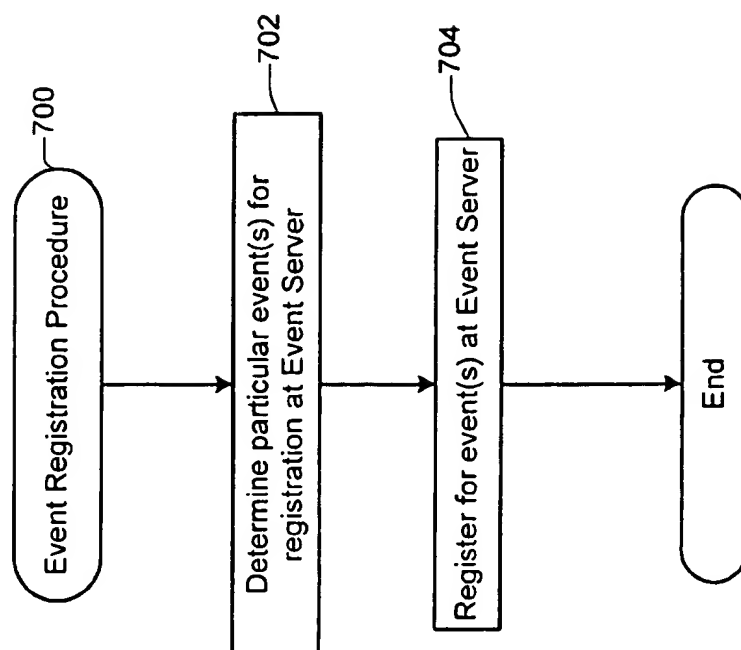 Event Registration Procedure
700
Determine particular event(s) for
registration at Event Server
702
Register for event(s) at Event Server
704
End